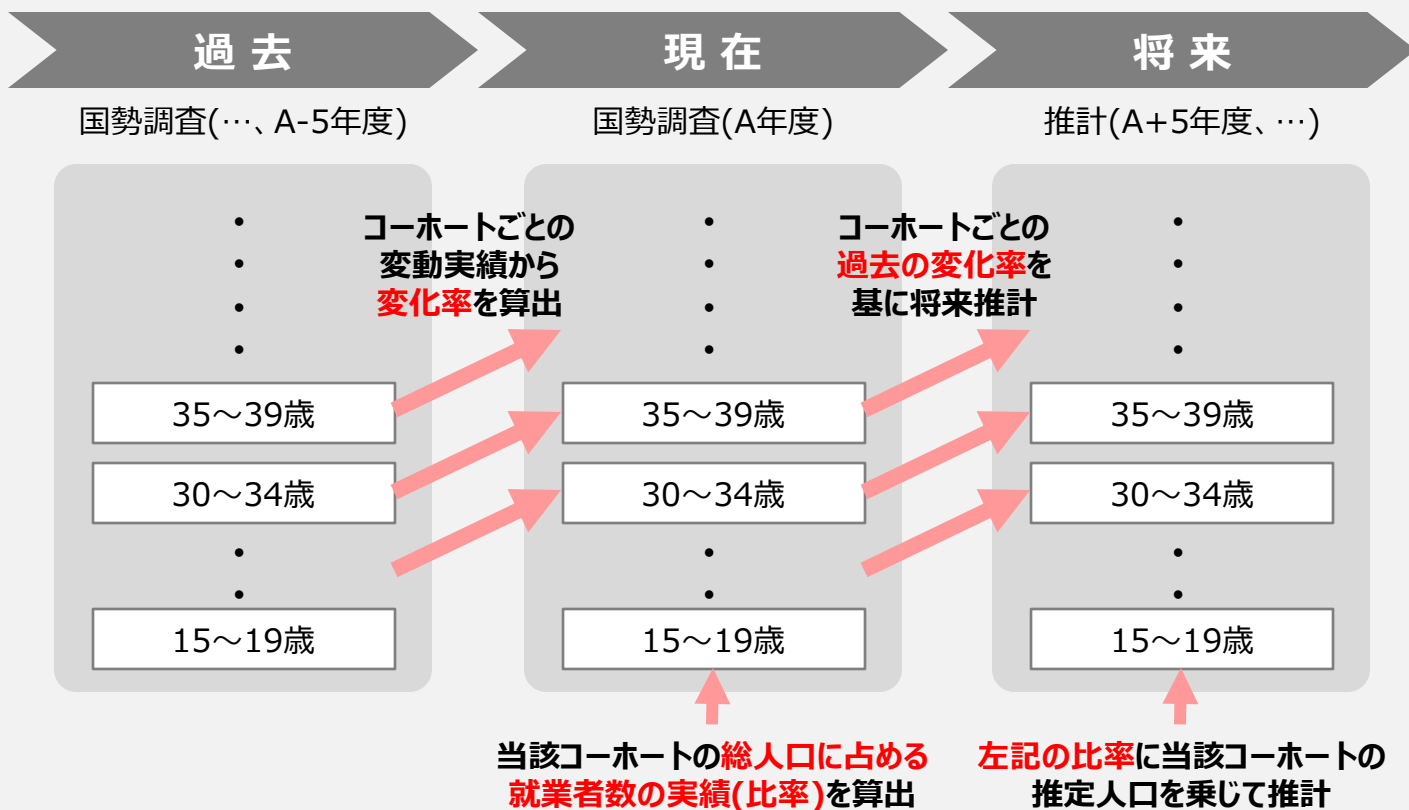 過 去
現 在
将 来
国勢調査(…、A-5年度)
国勢調査(A年度)
推計(A+5年度、…)
コーホートごとの
変動実績から
変化率を算出
コーホートごとの
過去の変化率を
基に将来推計
35～39歳
35～39歳
35～39歳
30～34歳
30～34歳
30～34歳
15～19歳
15～19歳
15～19歳
当該コーホートの総人口に占める
就業者数の実績(比率)を算出
左記の比率に当該コーホートの
推定人口を乗じて推計